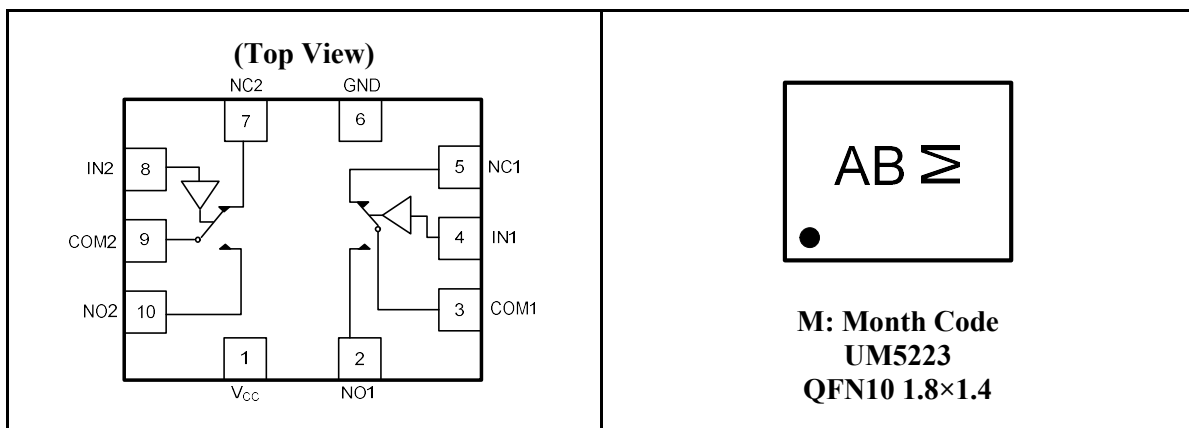 (Top View)
NC2 GND
7 6
IN2 8 5 NC1
COM2 9 4 IN1
NO2 10 3 COM1
1 2
VCC NO1
AB M
M: Month Code
UM5223
QFN10 1.8×1.4